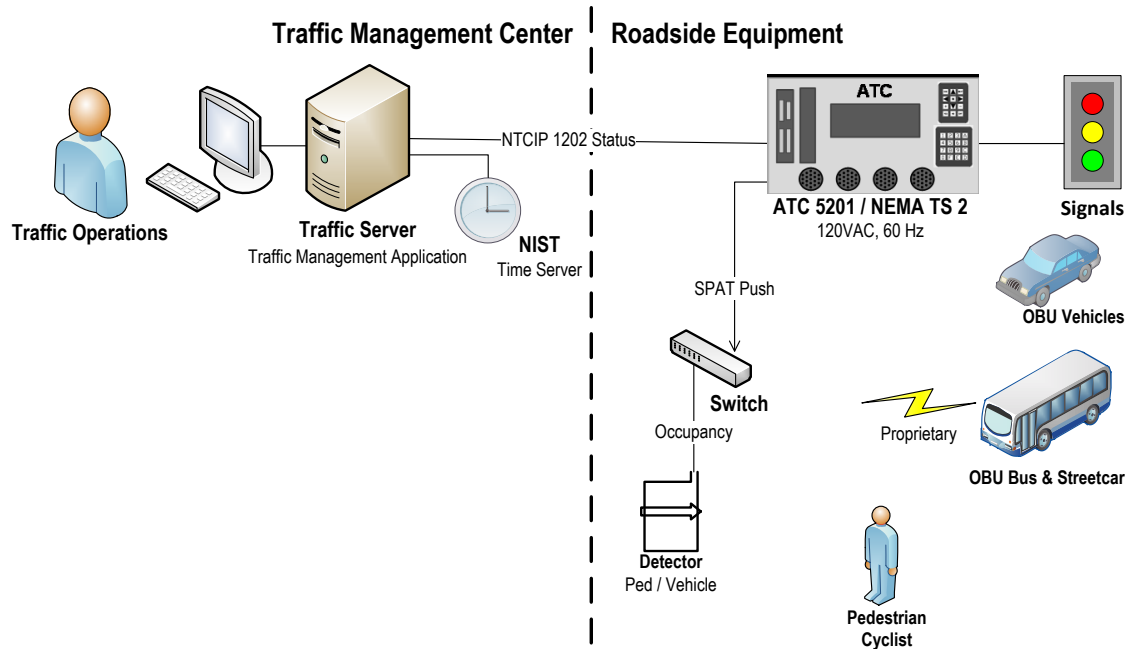 Traffic Management Center
Roadside Equipment
ATC
NTCIP 1202 Status
Traffic Operations
Traffic Server
Traffic Management Application
NIST
Time Server
ATC 5201 / NEMA TS 2
120VAC, 60 Hz
Signals
SPAT Push
OBU Vehicles
Switch
Occupancy
Proprietary
OBU Bus & Streetcar
Detector
Ped / Vehicle
Pedestrian
Cyclist